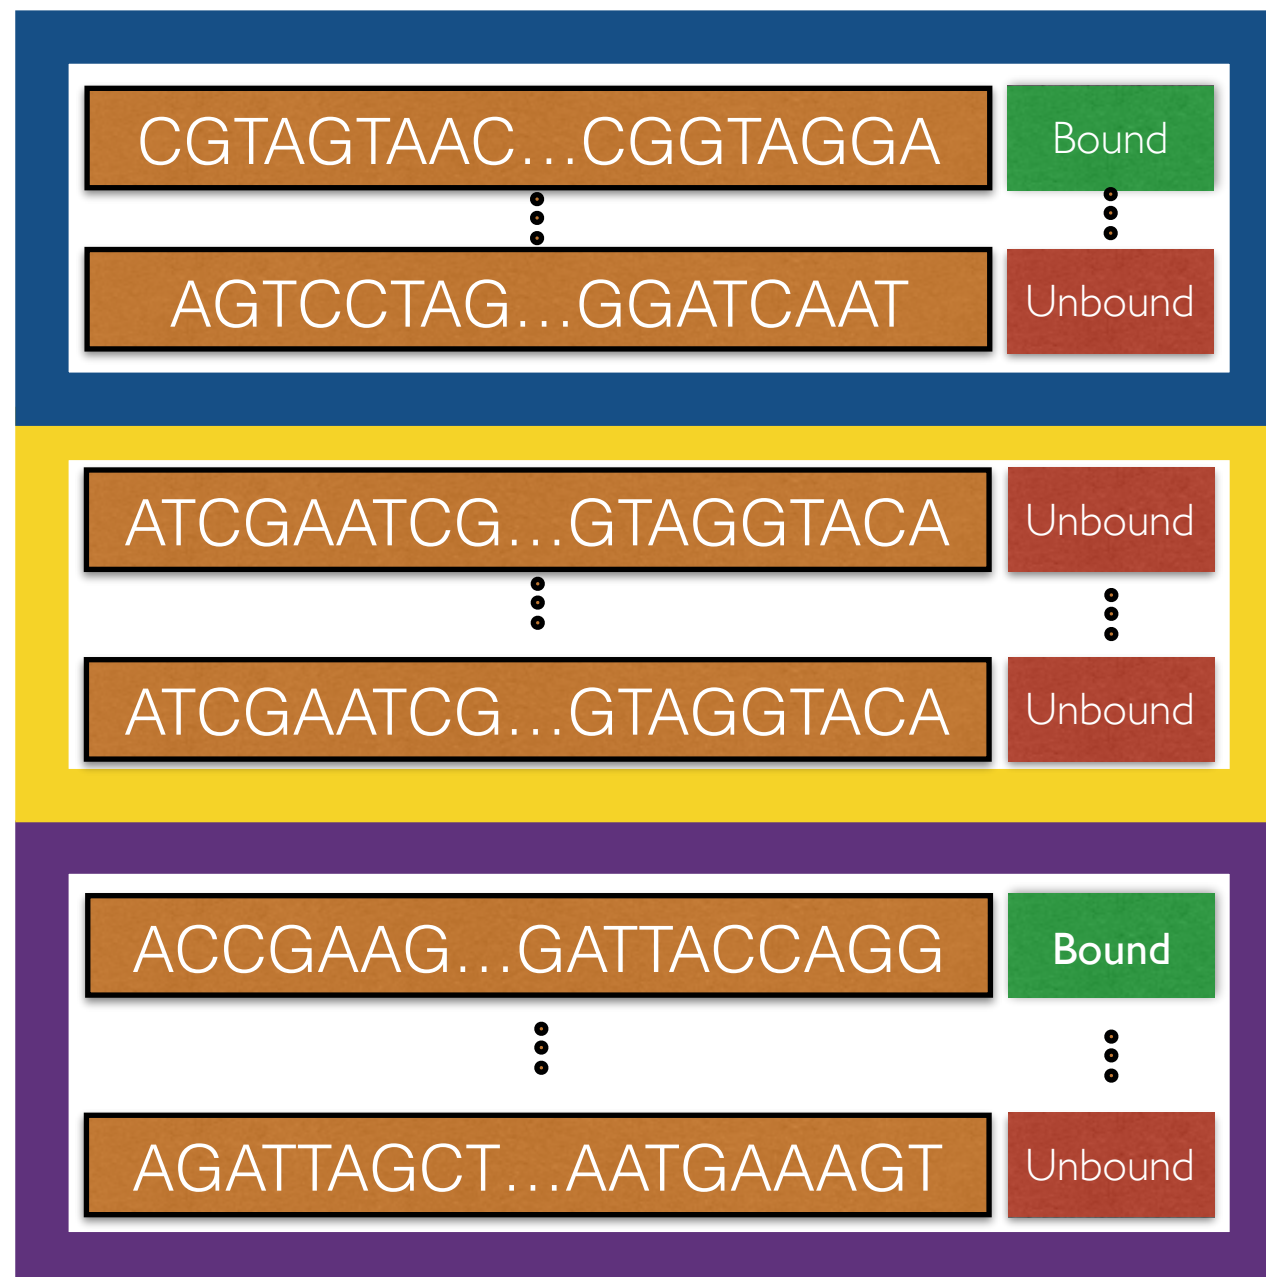 CGTAGTAAC...CGGTAGGA Bound
AGTCCTAG...GGATCAAT Unbound
ATCGAATCG...GTAGGTACA Unbound
ATCGAATCG...GTAGGTACA Unbound
ACCGAAG...GATTACCAGG Bound
AGATTAGCT...AATGAAAGT Unbound